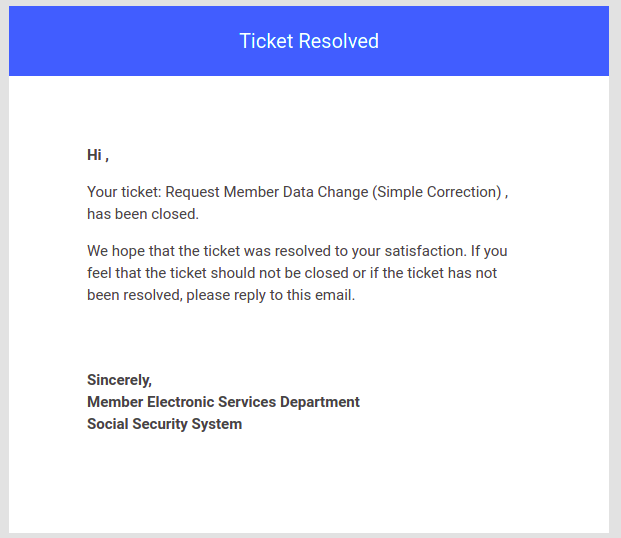 Ticket Resolved
Hi ,
Your ticket: Request Member Data Change (Simple Correction) ,
has been closed.
We hope that the ticket was resolved to your satisfaction. If you
feel that the ticket should not be closed or if the ticket has not
been resolved, please reply to this email.
Sincerely,
Member Electronic Services Department
Social Security System